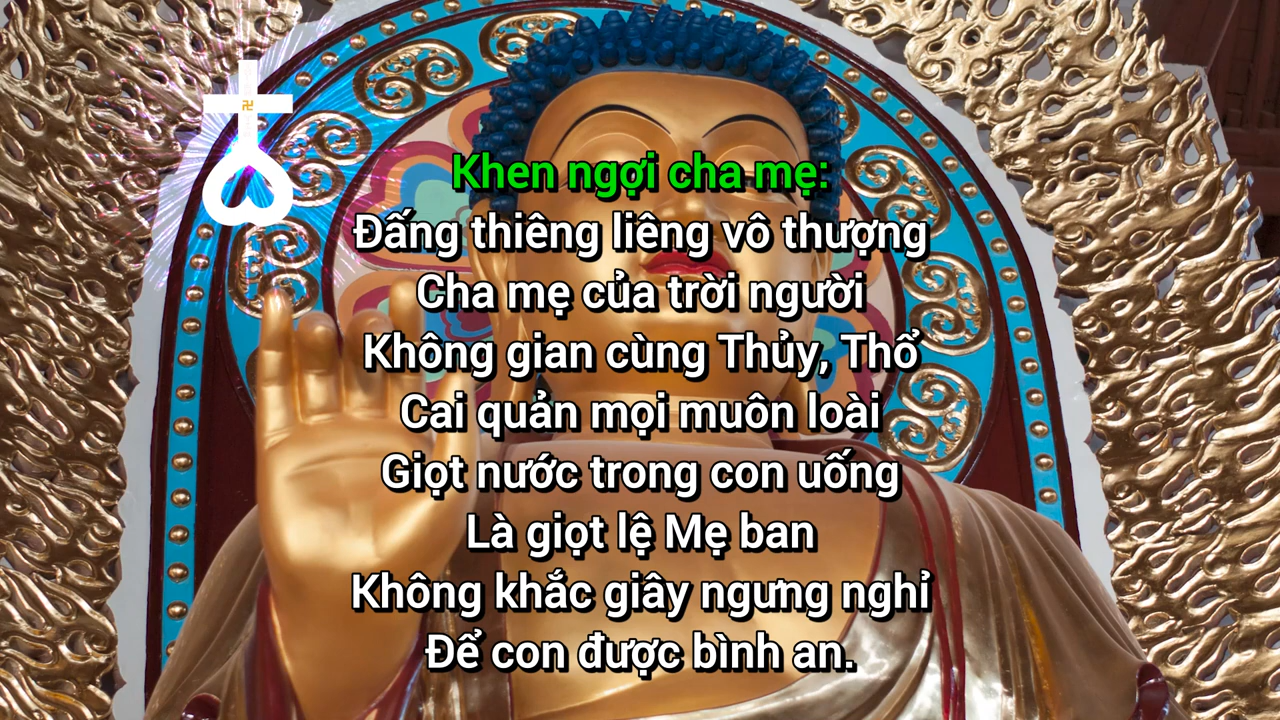 卍
Khen ngợi cha mẹ:
Đấng thiêng liêng vô thượng
Cha mẹ của trời người
Không gian cùng Thủy, Thổ
Cai quản mọi muôn loài
Giọt nước trong con uống
Là giọt lệ Mẹ ban
Không khắc giây ngưng nghỉ
Để con được bình an.